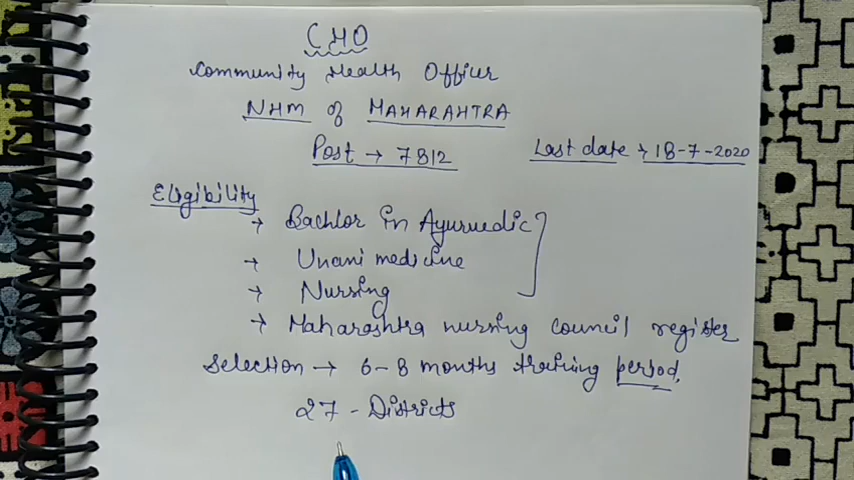 CHO
Community Health Officer
NHM of MAHARAHTRA
Post → 7812 Last date → 18-7-2020
Eligibility
→ Bachlor in Ayurvedic
→ Unani medicine
→ Nursing
→ Maharashtra nursing council register
Selection → 6-8 months training period.
27 - Districts